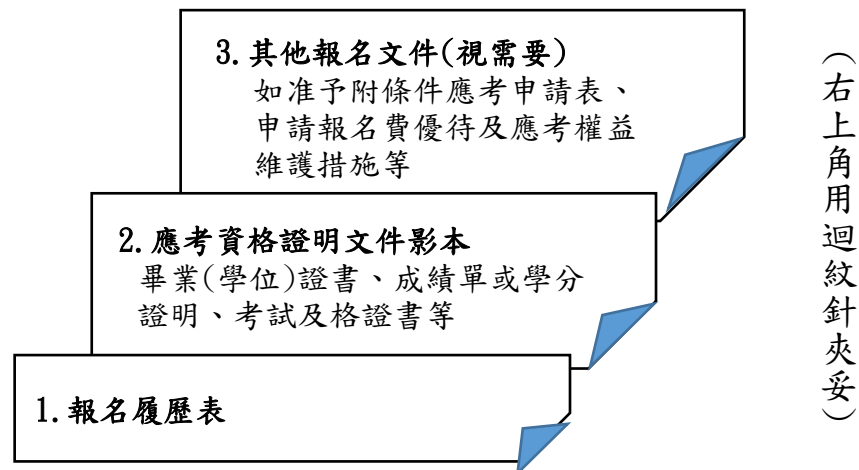 3.其他報名文件(視需要)
如准予附條件應考申請表、
申請報名費優待及應考權益
維護措施等
2.應考資格證明文件影本
畢業(學位)證書、成績單或學分
證明、考試及格證書等
1.報名履歷表
（右上角用迴紋針夾妥）